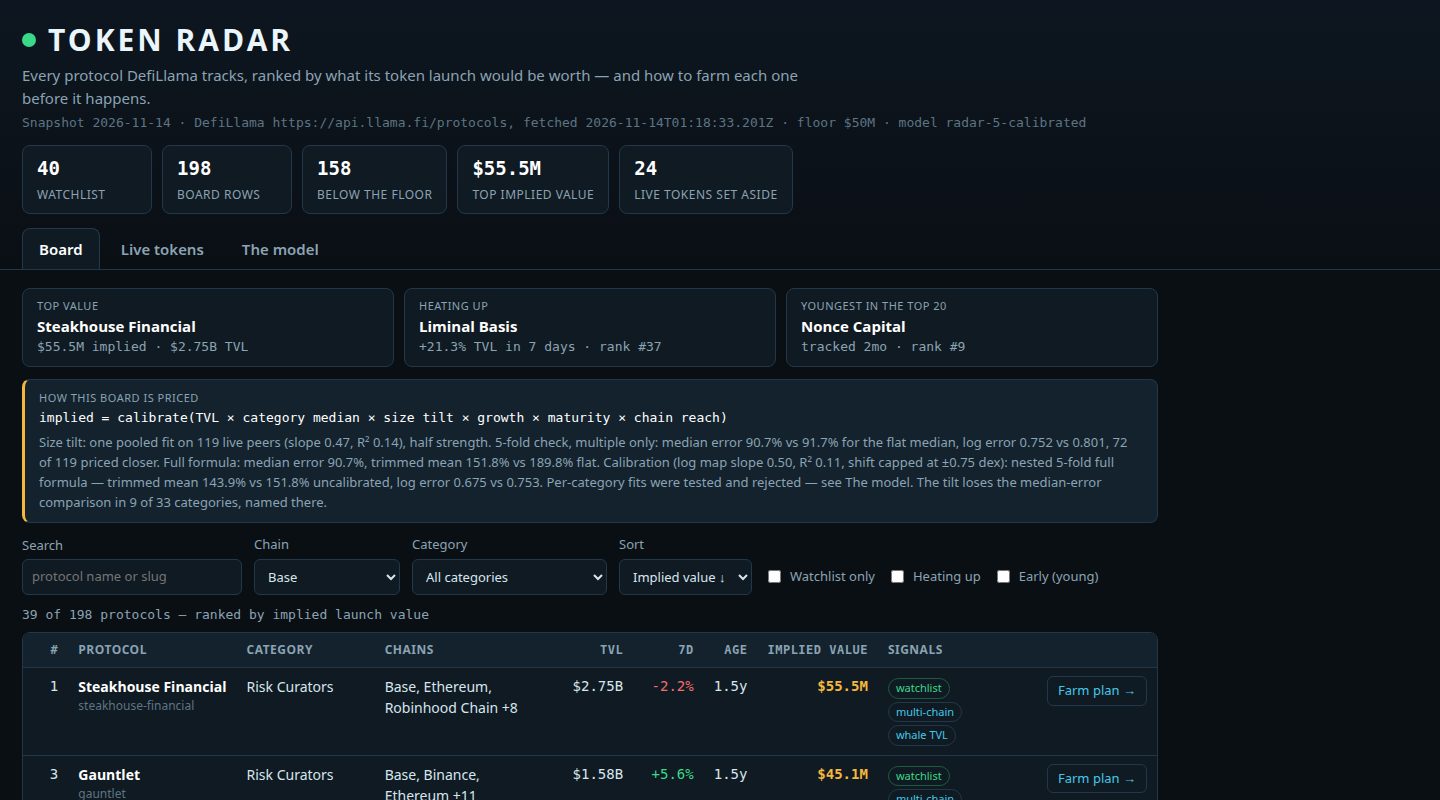 TOKEN RADAR
Every protocol DefiLlama tracks, ranked by what its token launch would be worth — and how to farm each one
before it happens.
Snapshot 2026-11-14 · DefiLlama https://api.llama.fi/protocols, fetched 2026-11-14T01:18:33.201Z · floor $50M · model radar-5-calibrated
40 198 158 $55.5M 24
WATCHLIST BOARD ROWS BELOW THE FLOOR TOP IMPLIED VALUE LIVE TOKENS SET ASIDE
Board Live tokens The model
TOP VALUE HEATING UP YOUNGEST IN THE TOP 20
Steakhouse Financial Liminal Basis Nonce Capital
$55.5M implied · $2.75B TVL +21.3% TVL in 7 days · rank #37 tracked 2mo · rank #9
HOW THIS BOARD IS PRICED
implied = calibrate(TVL × category median × size tilt × growth × maturity × chain reach)
Size tilt: one pooled fit on 119 live peers (slope 0.47, R² 0.14), half strength. 5-fold check, multiple only: median error 90.7% vs 91.7% for the flat median, log error 0.752 vs 0.801, 72
of 119 priced closer. Full formula: median error 90.7%, trimmed mean 151.8% vs 189.8% flat. Calibration (log map slope 0.50, R² 0.11, shift capped at ±0.75 dex): nested 5-fold full
formula — trimmed mean 143.9% vs 151.8% uncalibrated, log error 0.675 vs 0.753. Per-category fits were tested and rejected — see The model. The tilt loses the median-error
comparison in 9 of 33 categories, named there.
Search Chain Category Sort
protocol name or slug Base All categories Implied value ↓ Watchlist only Heating up Early (young)
39 of 198 protocols — ranked by implied launch value
# PROTOCOL CATEGORY CHAINS TVL 7D AGE IMPLIED VALUE SIGNALS
1 Steakhouse Financial Risk Curators Base, Ethereum, $2.75B -2.2% 1.5y $55.5M watchlist Farm plan →
steakhouse-financial Robinhood Chain +8 multi-chain
whale TVL
3 Gauntlet Risk Curators Base, Binance, $1.58B +5.6% 1.5y $45.1M watchlist Farm plan →
gauntlet Ethereum +11 multi-chain